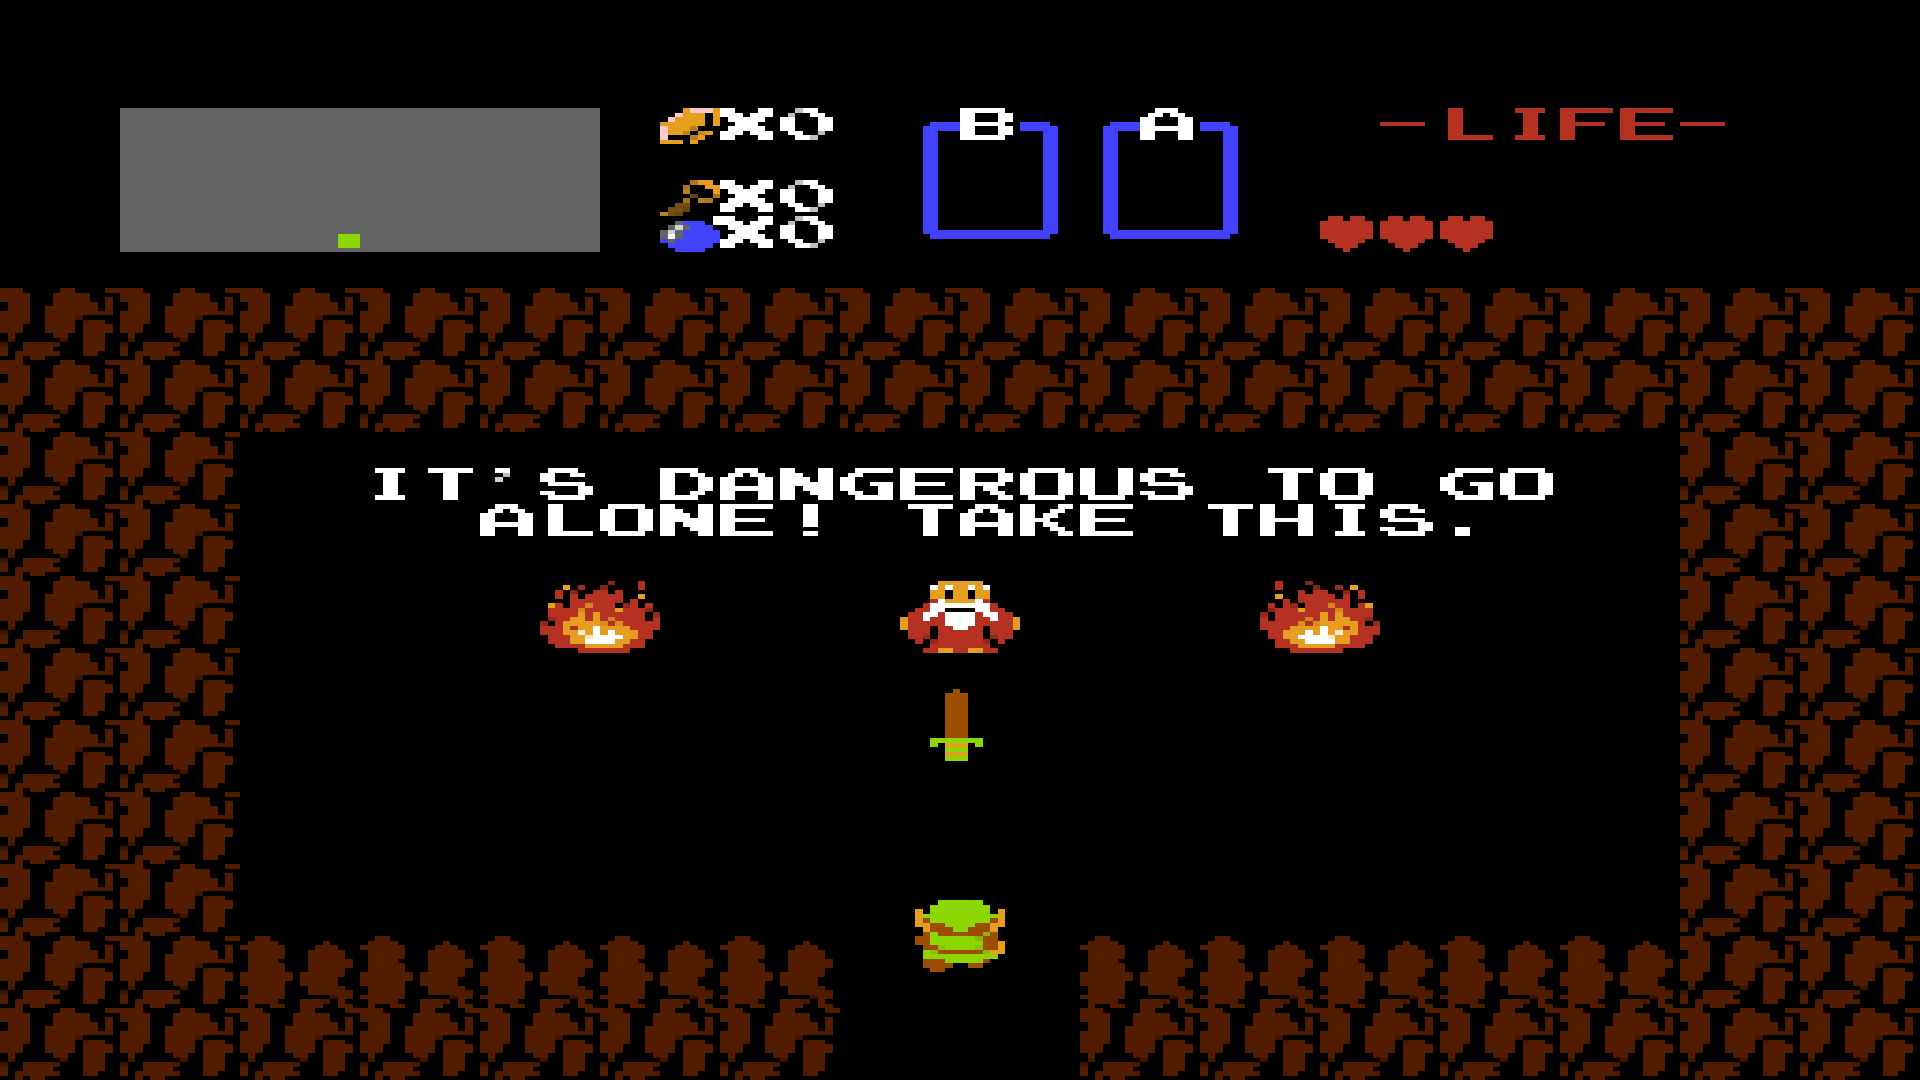 X0 B A -LIFE-
X0
X0
IT'S DANGEROUS TO GO
ALONE! TAKE THIS.